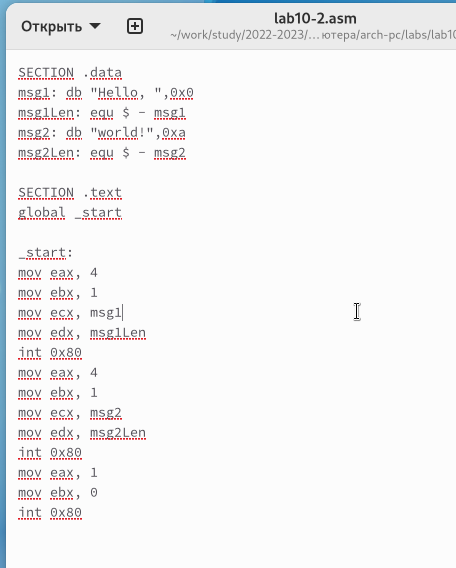 lab10-2.asm
Открыть
~/work/study/2022-2023/… ютера/arch-pc/labs/lab10
SECTION .data
msg1: db "Hello, ",0x0
msg1Len: equ $ - msg1
msg2: db "world!",0xa
msg2Len: equ $ - msg2
SECTION .text
global _start
_start:
mov eax, 4
mov ebx, 1
mov ecx, msg1
mov edx, msg1Len
int 0x80
mov eax, 4
mov ebx, 1
mov ecx, msg2
mov edx, msg2Len
int 0x80
mov eax, 1
mov ebx, 0
int 0x80